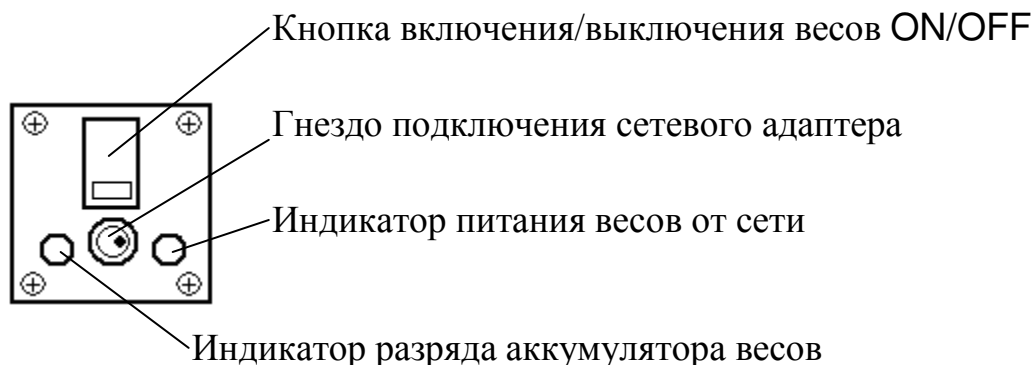 Кнопка включения/выключения весов ON/OFF
Гнездо подключения сетевого адаптера
Индикатор питания весов от сети
Индикатор разряда аккумулятора весов